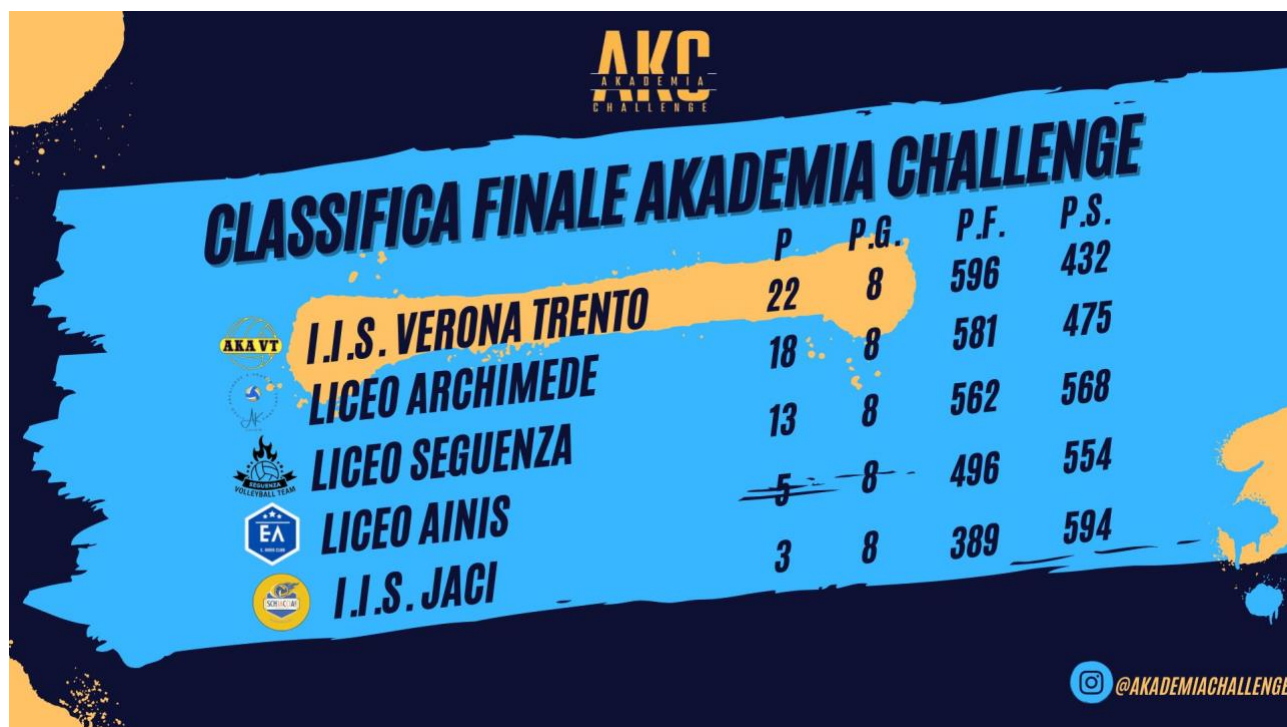 AKC
AKADEMIA
CHALLENGE
CLASSIFICA FINALE AKADEMIA CHALLENGE
P P.G. P.F. P.S.
AKA VT I.I.S. VERONA TRENTO 22 8 596 432
LICEO ARCHIMEDE 18 8 581 475
SEGUENZA VOLLEYBALL TEAM LICEO SEGUENZA 13 8 562 568
EA LICEO AINIS 5 8 496 554
I.I.S. JACI 3 8 389 594
@AKADEMIACHALLENGE